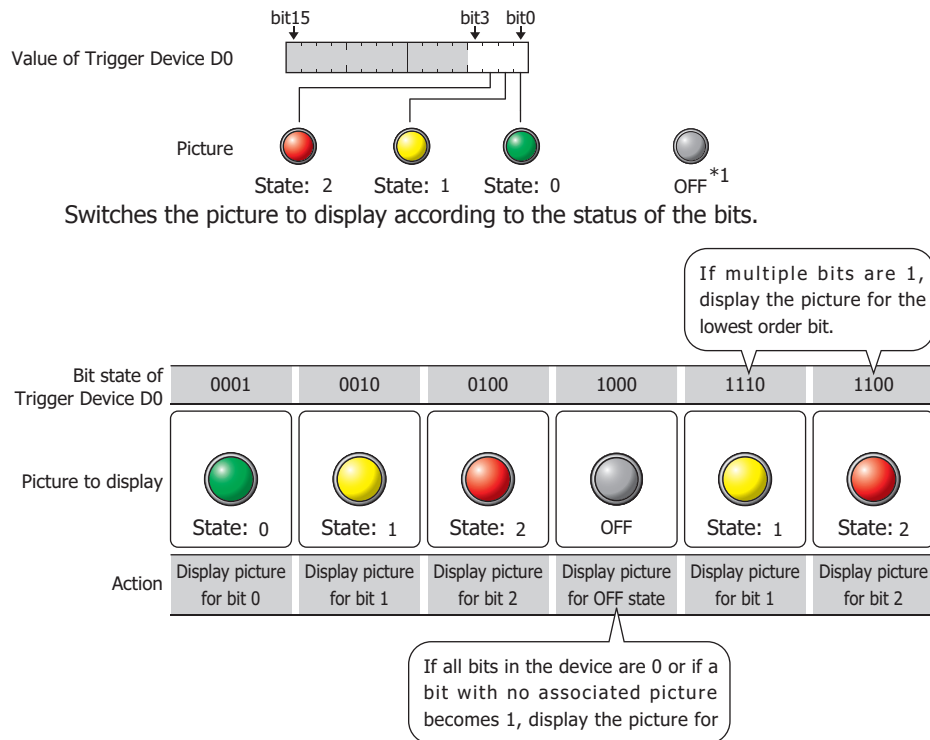 bit15 bit3 bit0
Value of Trigger Device D0
Picture
State: 2 State: 1 State: 0 OFF *1
Switches the picture to display according to the status of the bits.
If multiple bits are 1,
display the picture for the
lowest order bit.
Bit state of
Trigger Device D0
0001 0010 0100 1000 1110 1100
Picture to display
State: 0 State: 1 State: 2 OFF State: 1 State: 2
Action
Display picture Display picture Display picture Display picture Display picture Display picture
for bit 0 for bit 1 for bit 2 for OFF state for bit 1 for bit 2
If all bits in the device are 0 or if a
bit with no associated picture
becomes 1, display the picture for